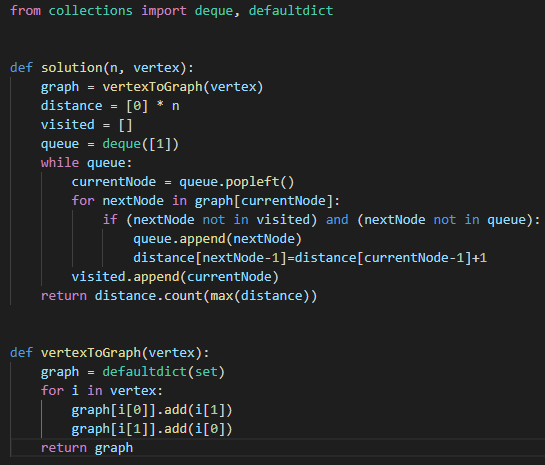 from collections import deque, defaultdict
def solution(n, vertex):
    graph = vertexToGraph(vertex)
    distance = [0] * n
    visited = []
    queue = deque([1])
    while queue:
        currentNode = queue.popleft()
        for nextNode in graph[currentNode]:
            if (nextNode not in visited) and (nextNode not in queue):
                queue.append(nextNode)
                distance[nextNode-1]=distance[currentNode-1]+1
        visited.append(currentNode)
    return distance.count(max(distance))
def vertexToGraph(vertex):
    graph = defaultdict(set)
    for i in vertex:
        graph[i[0]].add(i[1])
        graph[i[1]].add(i[0])
    return graph